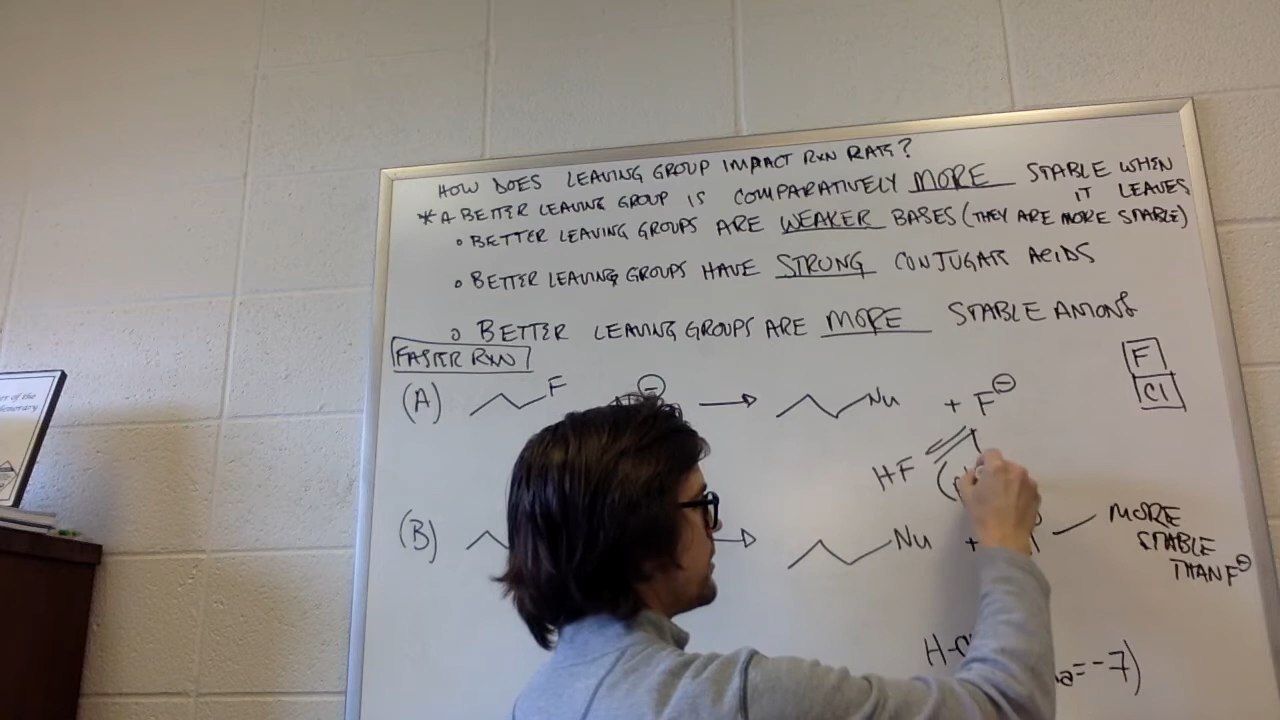 HOW DOES LEAVING GROUP IMPACT RXN RATE?
*A BETTER LEAVING GROUP IS COMPARATIVELY MORE STABLE WHEN
IT LEAVES
◦ BETTER LEAVING GROUPS ARE WEAKER BASES (THEY ARE MORE STABLE)
◦ BETTER LEAVING GROUPS HAVE STRONG CONJUGAR ACIDS
◦ BETTER LEAVING GROUPS ARE MORE STABLE ANIONS
FASTER RXN
F
Cl
(A) F ⊖ → Nu + F⊖
HF
(B) → Nu +
MORE
STABLE
THAN F⊖
H-
= -7)